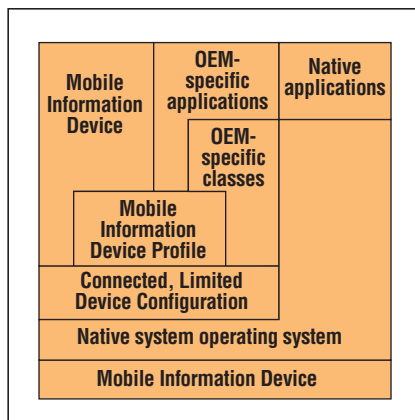 Mobile
Information
Device
OEM-
specific
applications
Native
applications
OEM-
specific
classes
Mobile
Information
Device Profile
Connected, Limited
Device Configuration
Native system operating system
Mobile Information Device